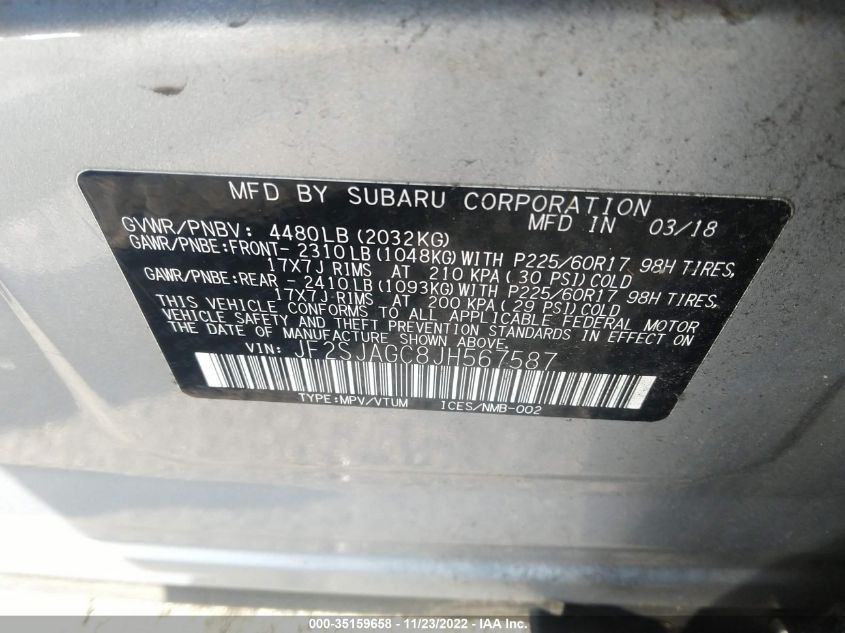 MFD BY SUBARU CORPORATION
MFD IN 03/18
GVWR/PNBV: 4480LB (2032KG)
GAWR/PNBE:FRONT- 2310LB(1048KG)WITH P225/60R17 98H TIRES,
17X7J RIMS AT 210 KPA( 30 PSI)COLD
GAWR/PNBE:REAR - 2410LB(1093KG)WITH P225/60R17 98H TIRES,
17X7J-RIMS AT 200 KPA( 29 PSI)COLD
THIS VEHICLE CONFORMS TO ALL APPLICABLE FEDERAL MOTOR
VEHICLE SAFETY AND THEFT PREVENTION STANDARDS IN EFFECT ON
THE DATE OF MANUFACTURE SHOWN ABOVE.
VIN: JF2SJAGC8JH567587
TYPE:MPV/VTUM ICES/NMB-002
000-35159658 - 11/23/2022 - IAA Inc.